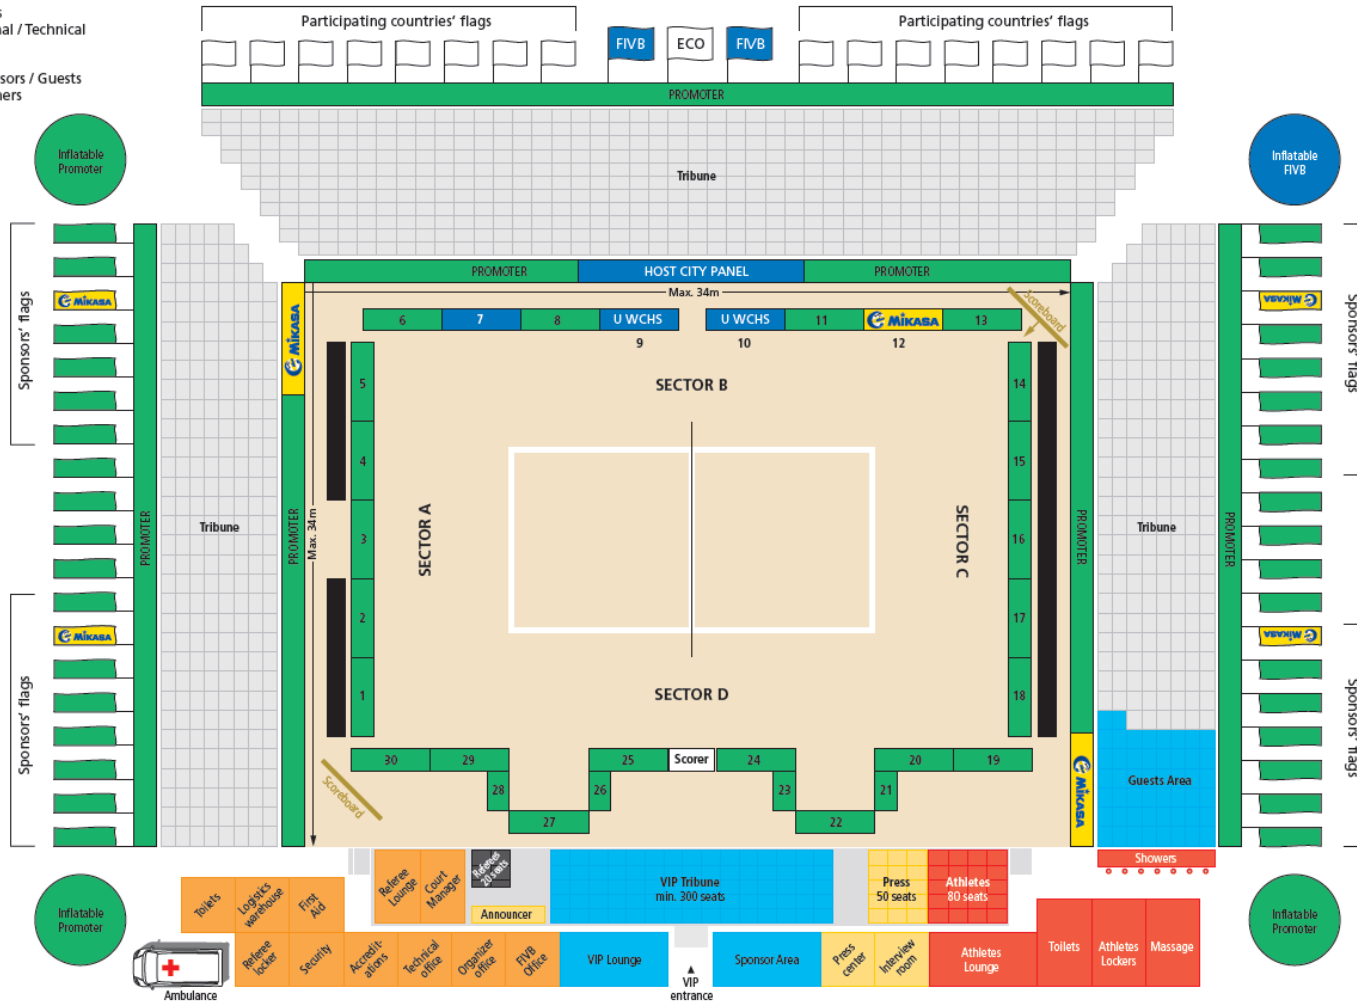 nal / Technical
sors / Guests
ners
Participating countries' flags
Participating countries' flags
FIVB
ECO
FIVB
PROMOTER
Inflatable
Promoter
Inflatable
FIVB
Tribune
PROMOTER
HOST CITY PANEL
PROMOTER
Max. 34m
Scoreboard
6
7
8
U WCHS
U WCHS
11
MIKASA
13
9
10
12
MIKASA
MIKASA
MIKASA
Sponsors' flags
Sponsors' flags
5
4
3
2
1
SECTOR B
14
15
16
17
18
SECTOR A
SECTOR C
PROMOTER
Tribune
PROMOTER
Max. 34m
PROMOTER
Tribune
PROMOTER
MIKASA
MIKASA
Sponsors' flags
Sponsors' flags
SECTOR D
30
29
28
27
26
25
Scorer
24
23
22
21
20
19
Scoreboard
MIKASA
Guests Area
Showers
Referee
Lounge
Court
Manager
Referees
20 seats
Announcer
VIP Tribune
min. 300 seats
Press
50 seats
Athletes
80 seats
Toilets
Logistics
warehouse
First
Aid
Inflatable
Promoter
Inflatable
Promoter
Referee
locker
Security
Accredit-
ations
Technical
office
Organizer
office
FIVB
Office
VIP Lounge
VIP
entrance
Sponsor Area
Press
center
Interview
room
Athletes
Lounge
Toilets
Athletes
Lockers
Massage
Ambulance